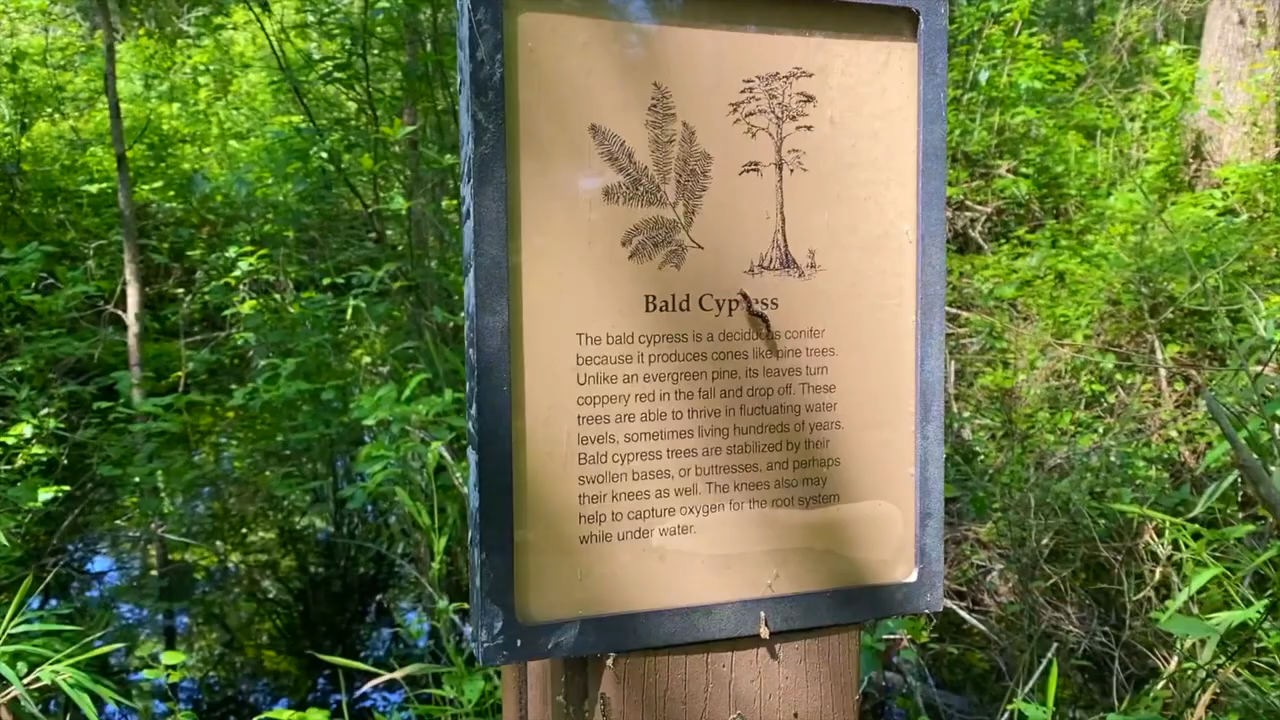 Bald Cypress
The bald cypress is a deciduous conifer
because it produces cones like pine trees.
Unlike an evergreen pine, its leaves turn
coppery red in the fall and drop off. These
trees are able to thrive in fluctuating water
levels, sometimes living hundreds of years.
Bald cypress trees are stabilized by their
swollen bases, or buttresses, and perhaps
their knees as well. The knees also may
help to capture oxygen for the root system
while under water.